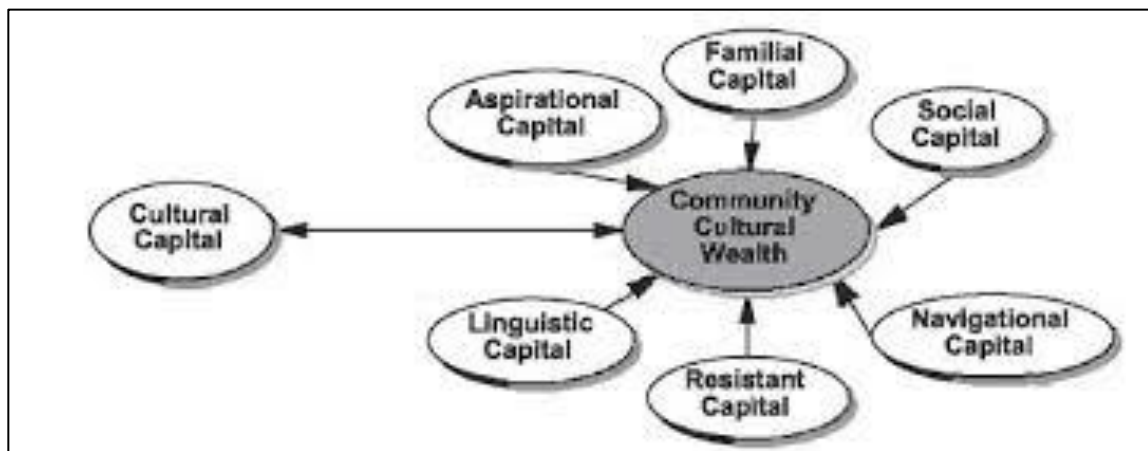 Familial
Capital
Aspirational
Capital
Social
Capital
Cultural
Capital
Community
Cultural
Wealth
Linguistic
Capital
Navigational
Capital
Resistant
Capital